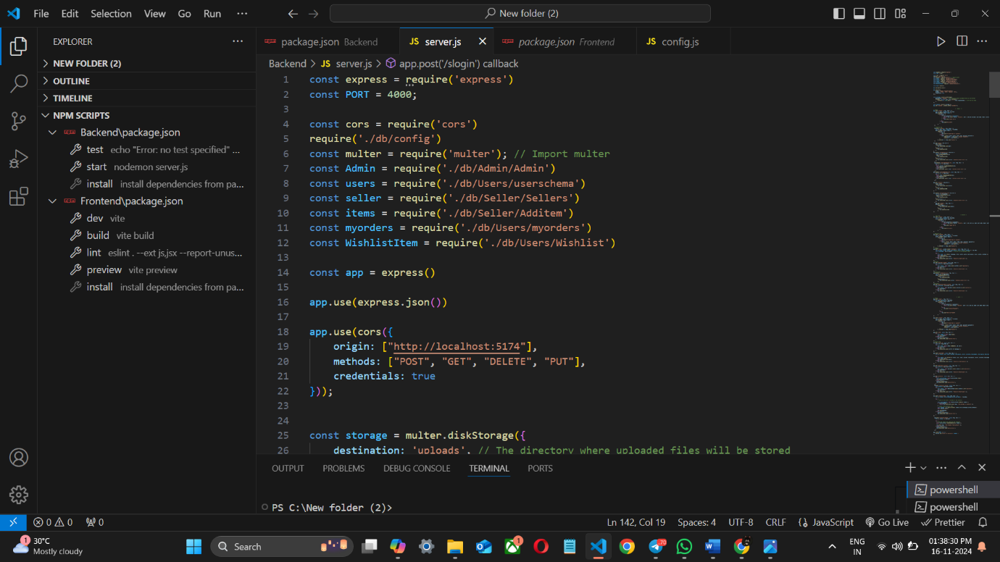 File Edit Selection View Go Run ··· New folder (2)
EXPLORER ···
NEW FOLDER (2)
OUTLINE
TIMELINE
NPM SCRIPTS
Backend\package.json
test echo "Error: no test specified" ...
start nodemon server.js
install install dependencies from pa...
Frontend\package.json
dev vite
build vite build
lint eslint . --ext js,jsx --report-unus...
preview vite preview
install install dependencies from pa...
package.json Backend JS server.js package.json Frontend JS config.js
Backend > JS server.js > app.post('/slogin') callback
1 const express = require('express')
2 const PORT = 4000;
3
4 const cors = require('cors')
5 require('./db/config')
6 const multer = require('multer'); // Import multer
7 const Admin = require('./db/Admin/Admin')
8 const users = require('./db/Users/userschema')
9 const seller = require('./db/Seller/Sellers')
10 const items = require('./db/Seller/Additem')
11 const myorders = require('./db/Users/myorders')
12 const WishlistItem = require('./db/Users/Wishlist')
13
14 const app = express()
15
16 app.use(express.json())
17
18 app.use(cors({
19 origin: ["http://localhost:5174"],
20 methods: ["POST", "GET", "DELETE", "PUT"],
21 credentials: true
22 }));
23
24
25 const storage = multer.diskStorage({
26 destination: 'uploads', // The directory where uploaded files will be stored
OUTPUT PROBLEMS DEBUG CONSOLE TERMINAL PORTS
PS C:\New folder (2)>
powershell
powershell
0 0 0 Ln 142, Col 19 Spaces: 4 UTF-8 CRLF JavaScript Go Live Prettier
1 30°C
Mostly cloudy
Search
1 70
ENG
IN
01:38:30 PM
16-11-2024